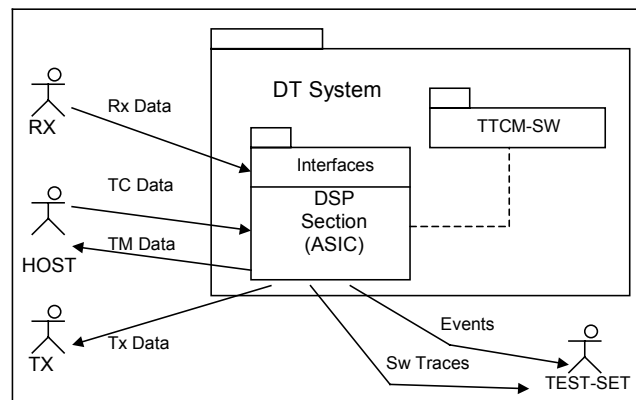 DT System
TTCM-SW
RX
Rx Data
Interfaces
DSP
Section
(ASIC)
TC Data
TM Data
HOST
TX
Tx Data
Events
Sw Traces
TEST-SET